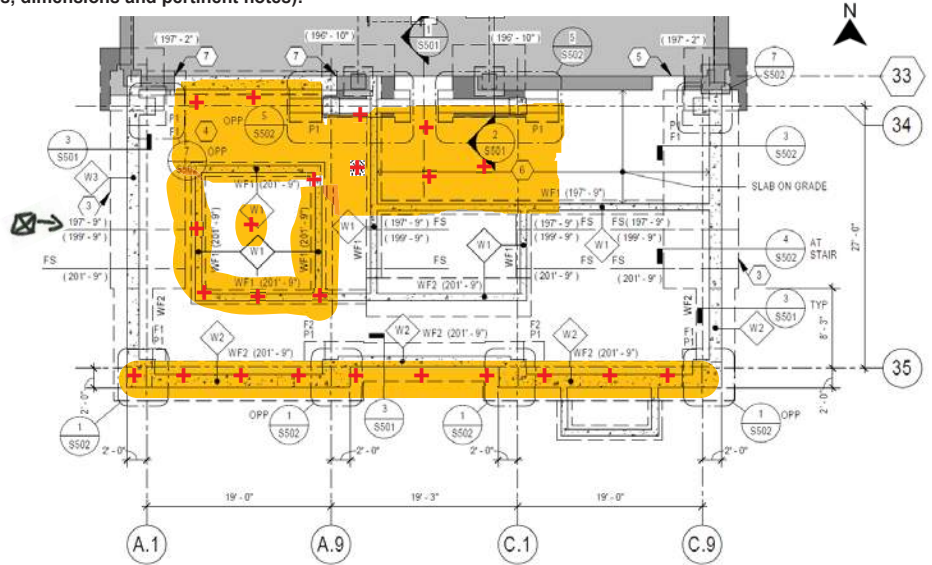 s, dimensions and pertinent notes).
N
( 197' - 2" )
7
( 196' - 10" )
7
1
S501
( 196' - 10" )
5
S502
( 197' - 2" )
5
7
S502
33
34
3
S501
4
OPP
5
S502
P1
2
S501
P1
P1
F1
P1
F1
3
S502
7
OPP
S502
W3
3
WF1 (201' - 9")
6
WF1 (197' - 9")
SLAB ON GRADE
W1
W1
WF1 (201' - 9")
WF1 (201' - 9")
( 197' - 9")
( 199' - 9")
FS
( 201' - 9")
W1
( 197' - 9")
( 199' - 9")
FS
FS
W1
WF1
WF1
( 197' - 9") FS
( 199' - 9")
( 201' - 9")
W1
FS ( 197' - 9")
FS ( 199' - 9")
FS
( 201' - 9")
4
S502
AT
STAIR
3
27' - 0"
WF1 (201' - 9")
WF2 (201' - 9")
WF2
WF2
3
S501
TYP
8' - 3"
F1
P1
W2
F2
P1
W2
WF2 (201' - 9")
F2
P1
W2
F1
P1
W2
WF2 (201' - 9")
WF2 (201' - 9")
35
2' - 0"
2' - 0"
1
S502
OPP
1
S502
3
S501
1
S502
1
S502
OPP
2' - 0"
2' - 0"
2' - 0"
2' - 0"
19' - 0"
19' - 3"
19' - 0"
A.1
A.9
C.1
C.9